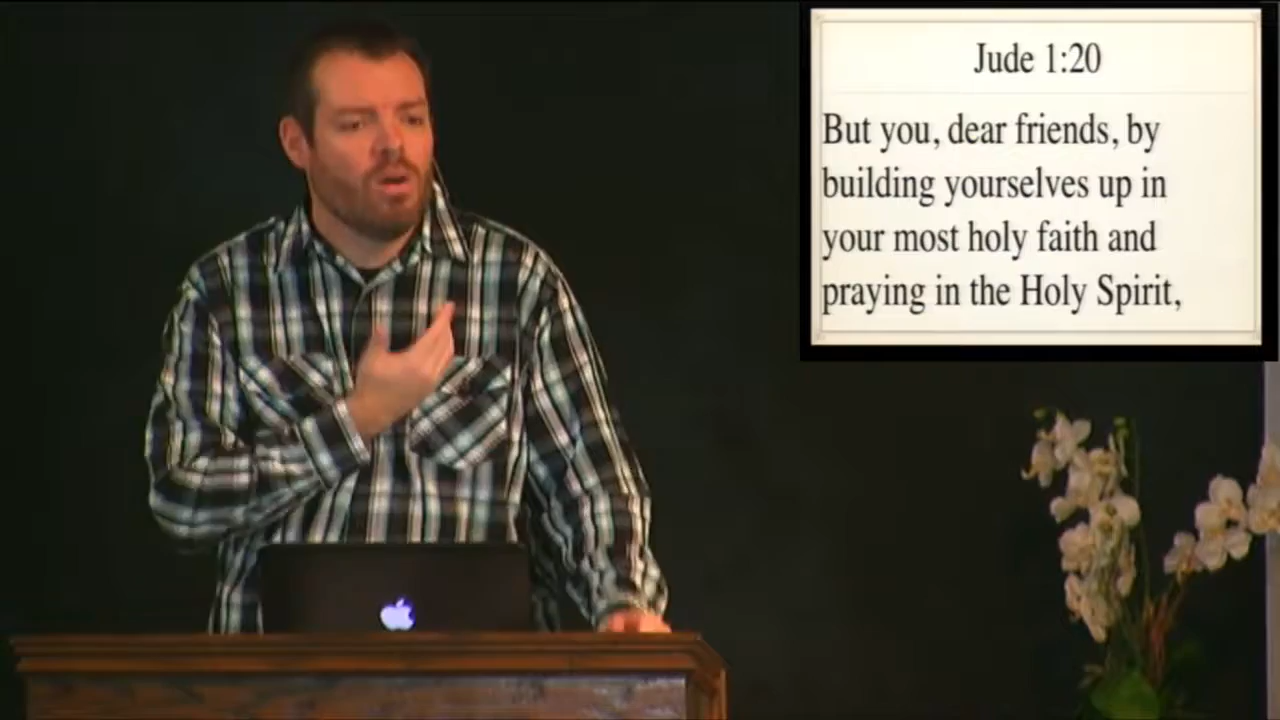 Jude 1:20
But you, dear friends, by
building yourselves up in
your most holy faith and
praying in the Holy Spirit,